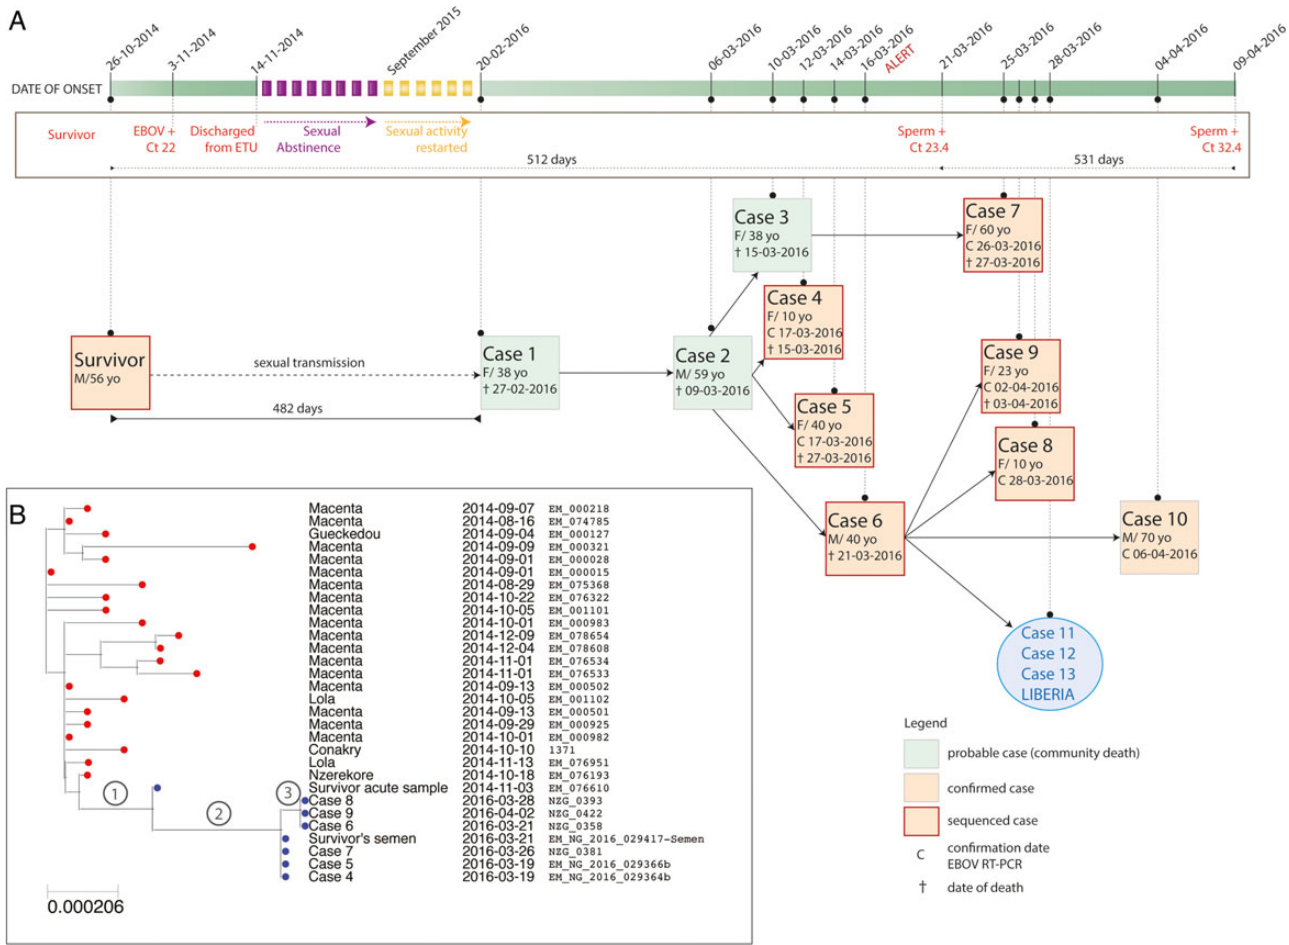 A
26-10-2014
3-11-2014
14-11-2014
September 2015
20-02-2016
06-03-2016
10-03-2016
12-03-2016
14-03-2016
16-03-2016
ALERT
21-03-2016
25-03-2016
28-03-2016
04-04-2016
09-04-2016
DATE OF ONSET
Survivor
EBOV +
Ct 22
Discharged
from ETU
Sexual
Abstinence
Sexual activity
restarted
Sperm +
Ct 23.4
Sperm +
Ct 32.4
512 days
531 days
Case 3
F/ 38 yo
† 15-03-2016
Case 7
F/ 60 yo
C 26-03-2016
† 27-03-2016
Case 4
F/ 10 yo
C 17-03-2016
† 15-03-2016
Survivor
M/56 yo
sexual transmission
482 days
Case 1
F/ 38 yo
† 27-02-2016
Case 2
M/ 59 yo
† 09-03-2016
Case 9
F/ 23 yo
C 02-04-2016
† 03-04-2016
Case 5
F/ 40 yo
C 17-03-2016
† 27-03-2016
Case 8
F/ 10 yo
C 28-03-2016
Case 6
M/ 40 yo
† 21-03-2016
Case 10
M/ 70 yo
C 06-04-2016
Case 11
Case 12
Case 13
LIBERIA
Legend
probable case (community death)
confirmed case
sequenced case
C confirmation date
EBOV RT-PCR
† date of death
B
Macenta 2014-09-07 EM_000218
Macenta 2014-08-16 EM_074785
Gueckedou 2014-09-04 EM_000127
Macenta 2014-09-09 EM_000321
Macenta 2014-09-01 EM_000028
Macenta 2014-09-01 EM_000015
Macenta 2014-08-29 EM_075368
Macenta 2014-10-22 EM_076322
Macenta 2014-10-05 EM_001101
Macenta 2014-10-01 EM_000983
Macenta 2014-12-09 EM_078654
Macenta 2014-12-04 EM_078608
Macenta 2014-11-01 EM_076534
Macenta 2014-11-01 EM_076533
Macenta 2014-09-13 EM_000502
Lola 2014-10-05 EM_001102
Macenta 2014-09-13 EM_000501
Macenta 2014-09-29 EM_000925
Macenta 2014-10-01 EM_000982
Conakry 2014-10-10 1371
Lola 2014-11-13 EM_076951
Nzerekore 2014-10-18 EM_076193
Survivor acute sample 2014-11-03 EM_076610
Case 8 2016-03-28 NZG_0393
Case 9 2016-04-02 NZG_0422
Case 6 2016-03-21 NZG_0358
Survivor's semen 2016-03-21 EM_NG_2016_029417-Semen
Case 7 2016-03-26 NZG_0381
Case 5 2016-03-19 EM_NG_2016_029366b
Case 4 2016-03-19 EM_NG_2016_029364b
1
2
3
0.000206